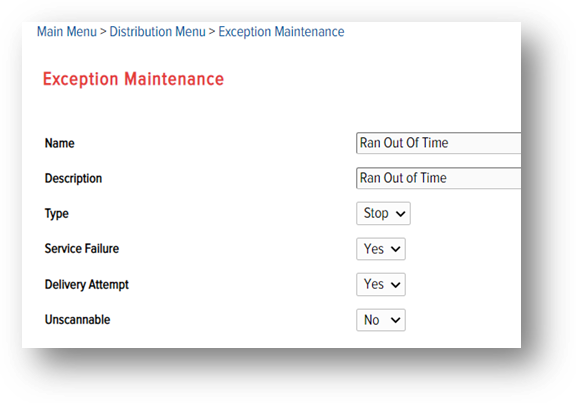 Main Menu > Distribution Menu > Exception Maintenance
Exception Maintenance
Name Ran Out Of Time
Description Ran Out of Time
Type Stop
Service Failure Yes
Delivery Attempt Yes
Unscannable No